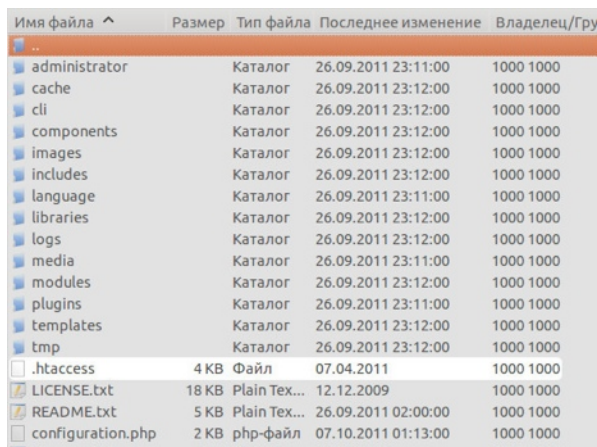 Имя файла Размер Тип файла Последнее изменение Владелец/Гру
..
administrator Каталог 26.09.2011 23:11:00 1000 1000
cache Каталог 26.09.2011 23:12:00 1000 1000
cli Каталог 26.09.2011 23:12:00 1000 1000
components Каталог 26.09.2011 23:12:00 1000 1000
images Каталог 26.09.2011 23:12:00 1000 1000
includes Каталог 26.09.2011 23:12:00 1000 1000
language Каталог 26.09.2011 23:11:00 1000 1000
libraries Каталог 26.09.2011 23:12:00 1000 1000
logs Каталог 26.09.2011 23:12:00 1000 1000
media Каталог 26.09.2011 23:11:00 1000 1000
modules Каталог 26.09.2011 23:12:00 1000 1000
plugins Каталог 26.09.2011 23:11:00 1000 1000
templates Каталог 26.09.2011 23:12:00 1000 1000
tmp Каталог 26.09.2011 23:12:00 1000 1000
.htaccess 4 KB Файл 07.04.2011 1000 1000
LICENSE.txt 18 KB Plain Tex... 12.12.2009 1000 1000
README.txt 5 KB Plain Tex... 26.09.2011 02:00:00 1000 1000
configuration.php 2 KB php-файл 07.10.2011 01:13:00 1000 1000